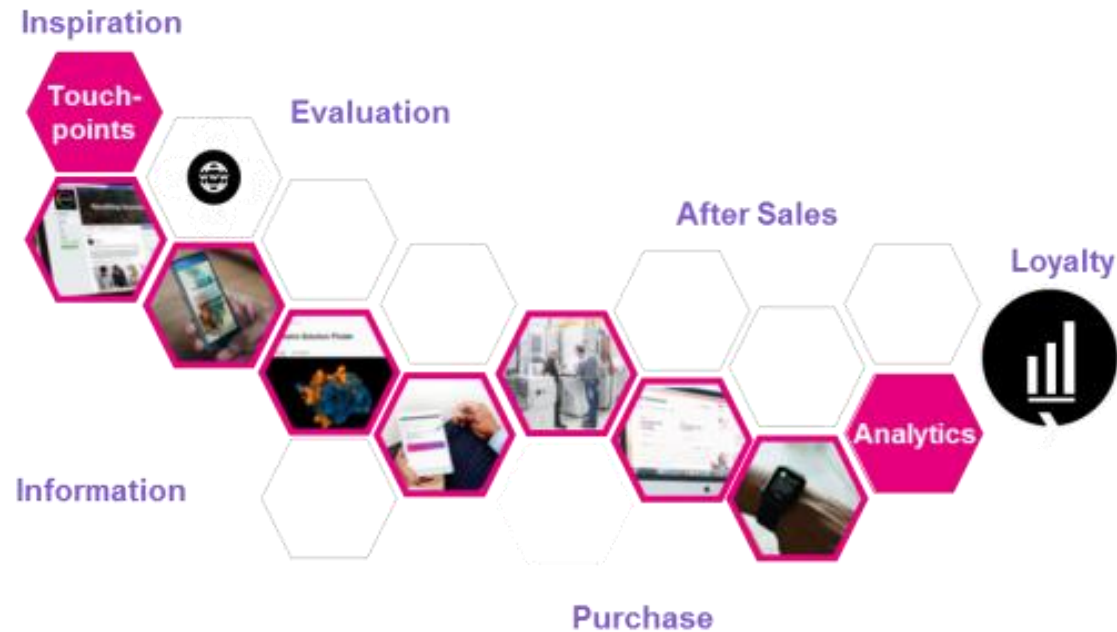 Inspiration
Touch-
points
Evaluation
After Sales
Loyalty
Analytics
Information
Purchase